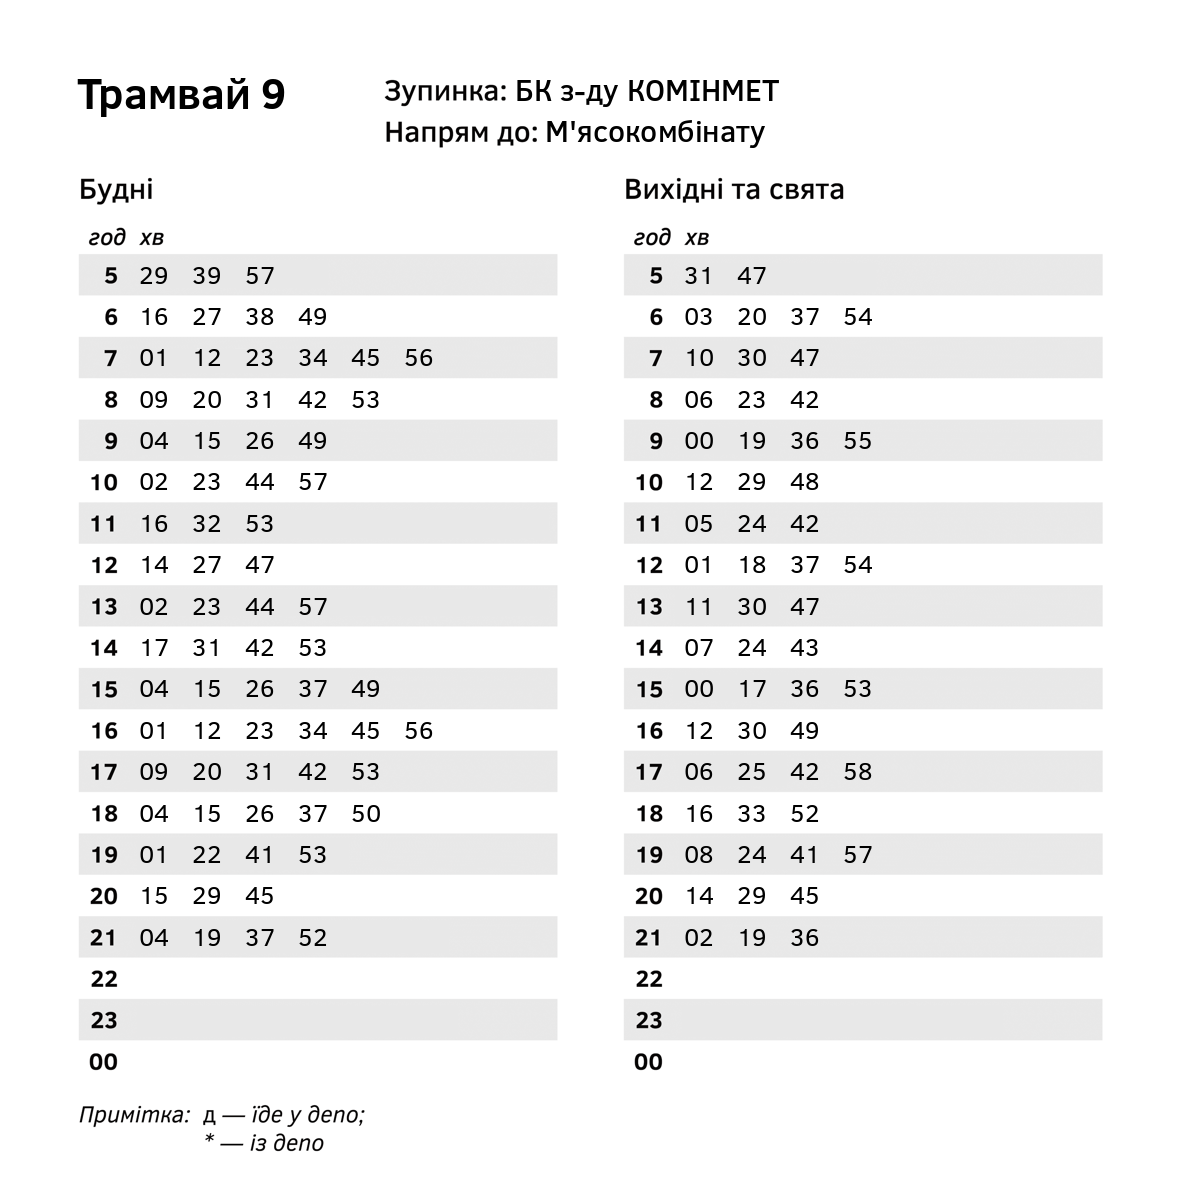 Трамвай 9
Зупинка: БК з-ду КОМІНМЕТ
Напрям до: М'ясокомбінату
Будні
год хв
5 29 39 57
6 16 27 38 49
7 01 12 23 34 45 56
8 09 20 31 42 53
9 04 15 26 49
10 02 23 44 57
11 16 32 53
12 14 27 47
13 02 23 44 57
14 17 31 42 53
15 04 15 26 37 49
16 01 12 23 34 45 56
17 09 20 31 42 53
18 04 15 26 37 50
19 01 22 41 53
20 15 29 45
21 04 19 37 52
22
23
00
Вихідні та свята
год хв
5 31 47
6 03 20 37 54
7 10 30 47
8 06 23 42
9 00 19 36 55
10 12 29 48
11 05 24 42
12 01 18 37 54
13 11 30 47
14 07 24 43
15 00 17 36 53
16 12 30 49
17 06 25 42 58
18 16 33 52
19 08 24 41 57
20 14 29 45
21 02 19 36
22
23
00
Примітка: д — їде у депо;
* — із депо